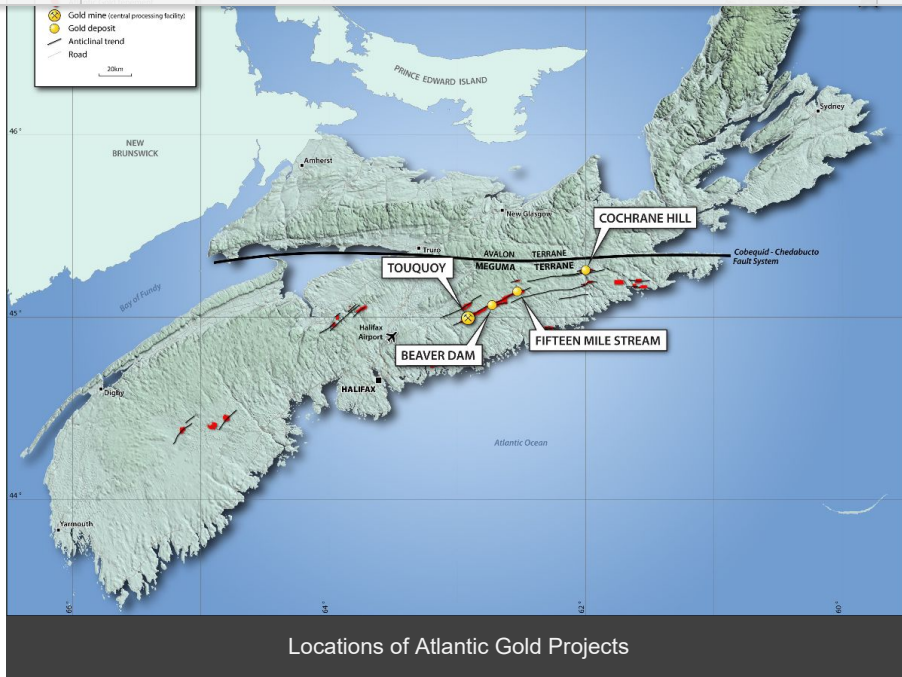 Gold mine (central processing facility)
Gold deposit
Anticlinal trend
Road
20km
PRINCE EDWARD ISLAND
Sydney
46°
NEW
BRUNSWICK
Amherst
New Glasgow
COCHRANE HILL
Truro
AVALON TERRANE
Cobequid - Chedabucto
Fault System
TOUQUOY
MEGUMA TERRANE
Bay of Fundy
45°
Halifax
Airport
FIFTEEN MILE STREAM
BEAVER DAM
HALIFAX
Digby
Atlantic Ocean
44°
Yarmouth
66°
64°
62°
60°
Locations of Atlantic Gold Projects